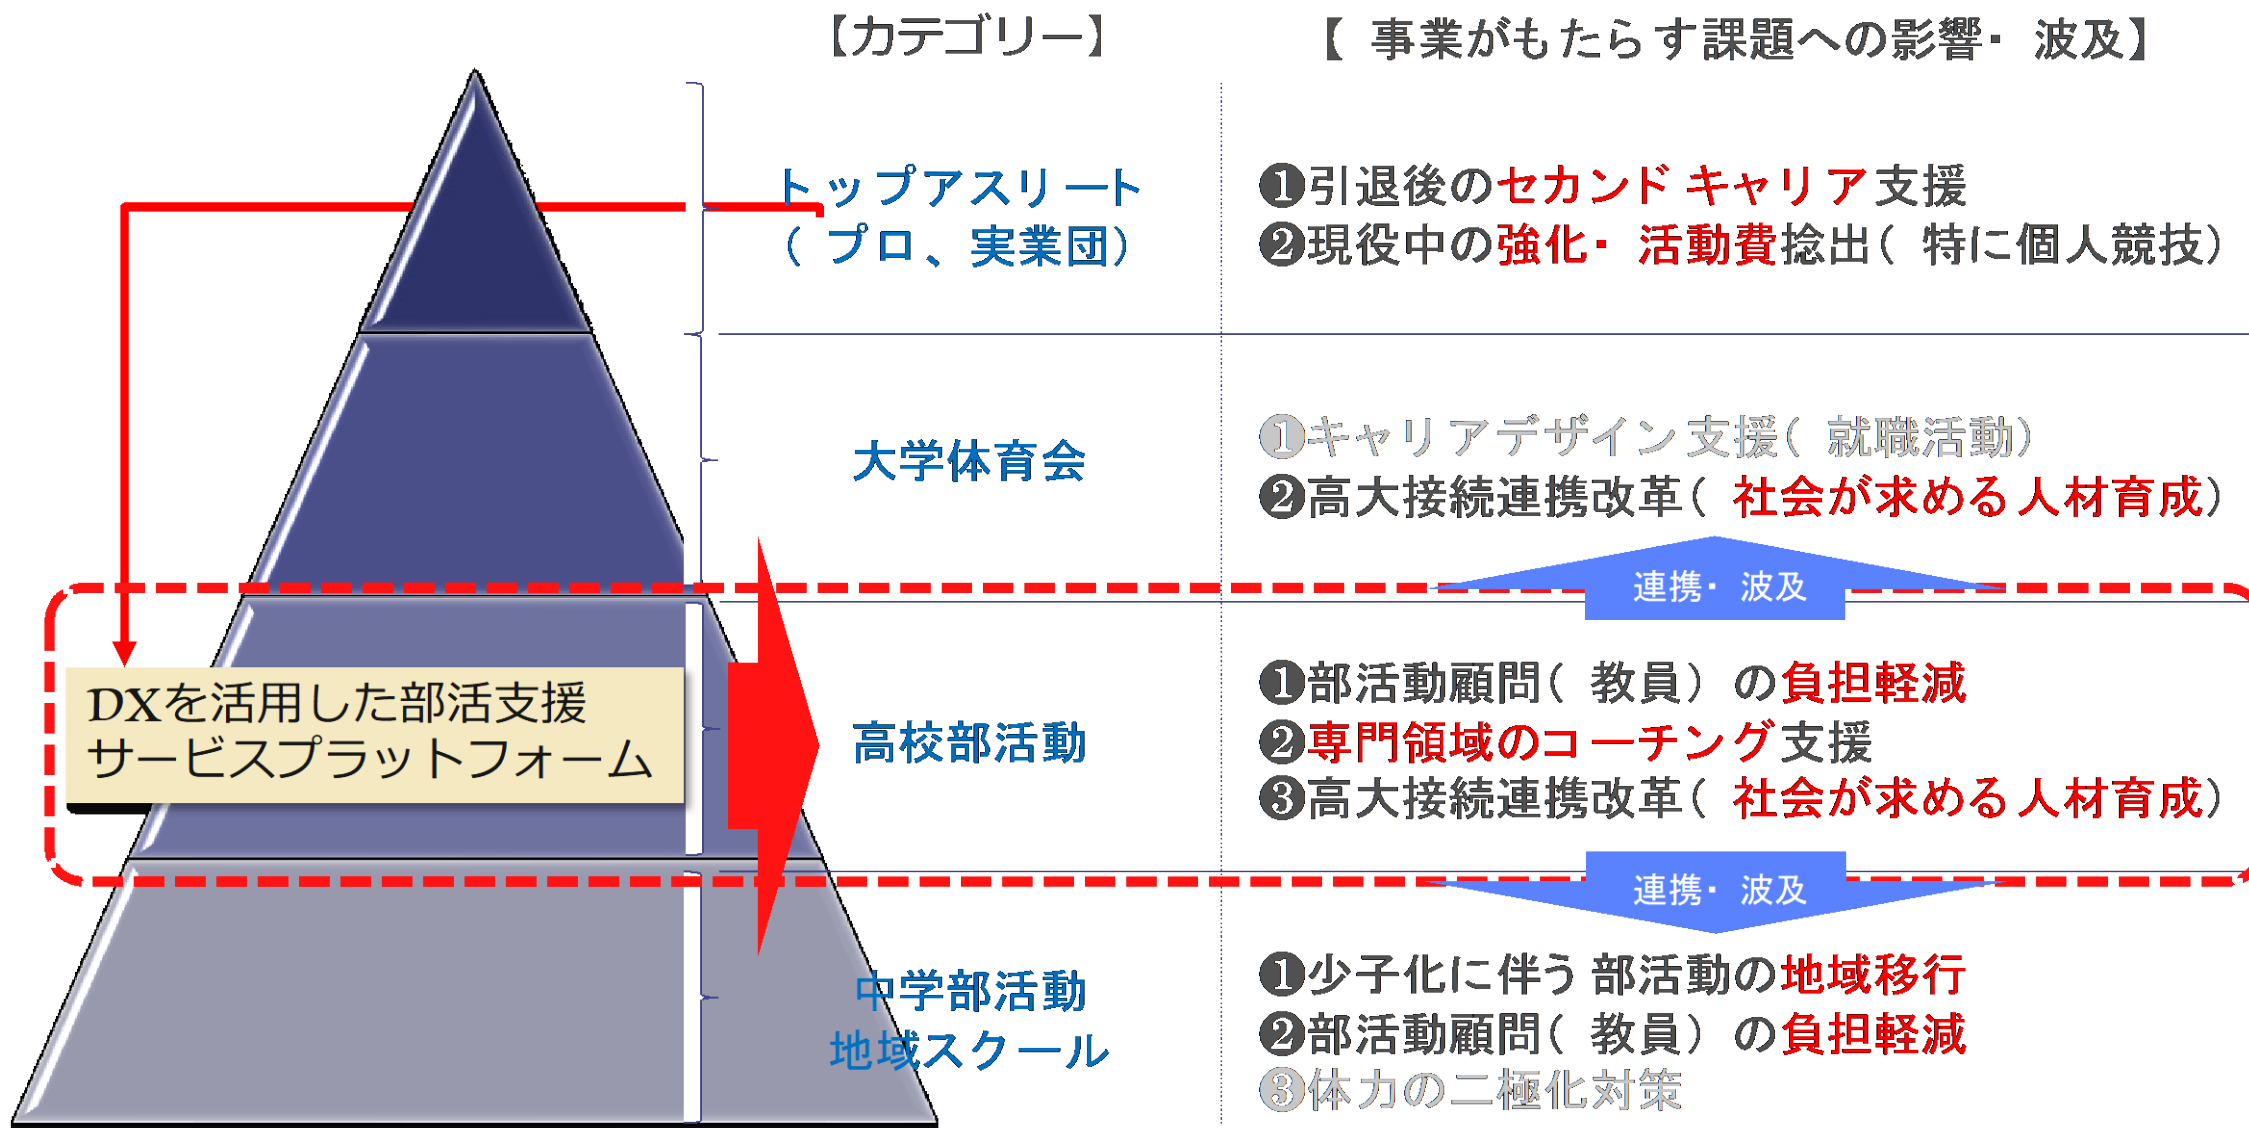 【カテゴリー】
【事業がもたらす課題への影響・波及】
トップアスリート
（プロ、実業団）
❶引退後のセカンドキャリア支援
❷現役中の強化・活動費捻出（特に個人競技）
大学体育会
❶キャリアデザイン支援（就職活動）
❷高大接続連携改革（社会が求める人材育成）
連携・波及
DXを活用した部活支援
サービスプラットフォーム
高校部活動
❶部活動顧問（教員）の負担軽減
❷専門領域のコーチング支援
❸高大接続連携改革（社会が求める人材育成）
連携・波及
中学部活動
地域スクール
❶少子化に伴う部活動の地域移行
❷部活動顧問（教員）の負担軽減
❸体力の二極化対策